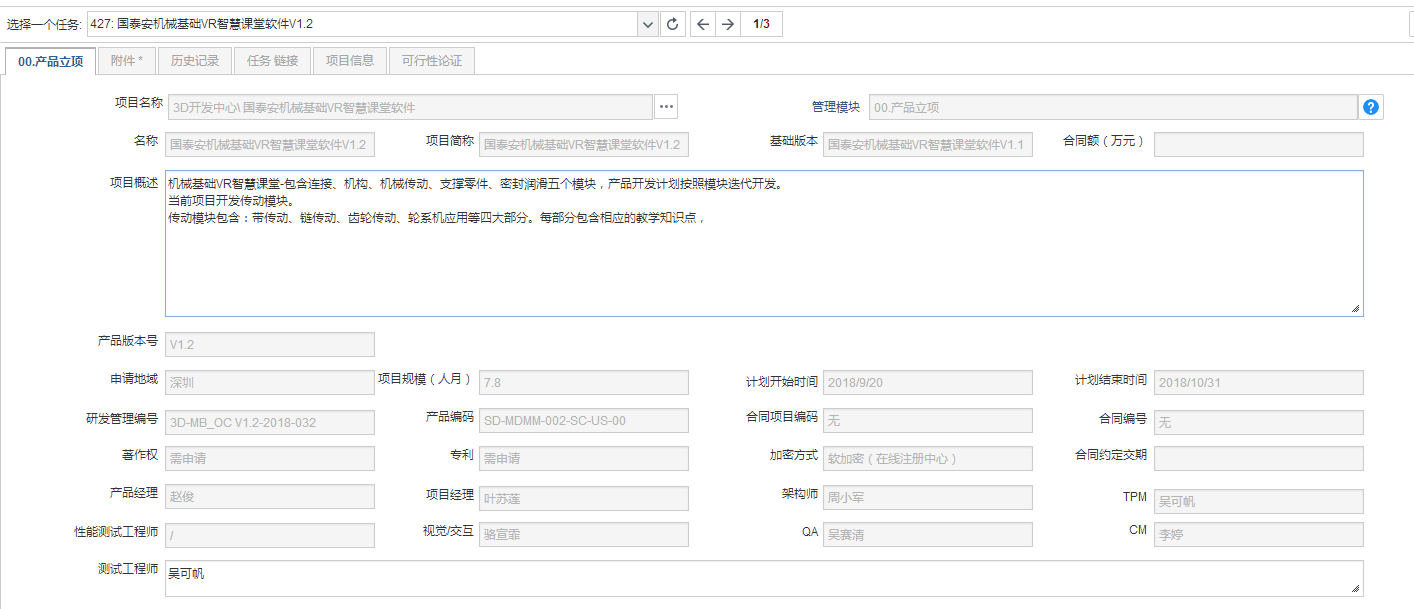 选择一个任务: 427: 国泰安机械基础VR智慧课堂软件V1.2 1/3
00.产品立项 附件 * 历史记录 任务 链接 项目信息 可行性论证
项目名称 3D开发中心\ 国泰安机械基础VR智慧课堂软件 ... 管理模块 00.产品立项 ?
名称 国泰安机械基础VR智慧课堂软件V1.2 项目简称 国泰安机械基础VR智慧课堂软件V1.2 基础版本 国泰安机械基础VR智慧课堂软件V1.1 合同额（万元）
项目概述 机械基础VR智慧课堂-包含连接、机构、机械传动、支撑零件、密封润滑五个模块，产品开发计划按照模块迭代开发。
当前项目开发传动模块。
传动模块包含：带传动、链传动、齿轮传动、轮系机应用等四大部分。每部分包含相应的教学知识点，
产品版本号 V1.2
申请地域 深圳 项目规模（人月） 7.8 计划开始时间 2018/9/20 计划结束时间 2018/10/31
研发管理编号 3D-MB_OC V1.2-2018-032 产品编码 SD-MDMM-002-SC-US-00 合同项目编码 无 合同编号 无
著作权 需申请 专利 需申请 加密方式 软加密（在线注册中心） 合同约定交期
产品经理 赵俊 项目经理 叶苏莲 架构师 周小军 TPM 吴可帆
性能测试工程师 / 视觉/交互 骆宣霏 QA 吴赛清 CM 李婷
测试工程师 吴可帆